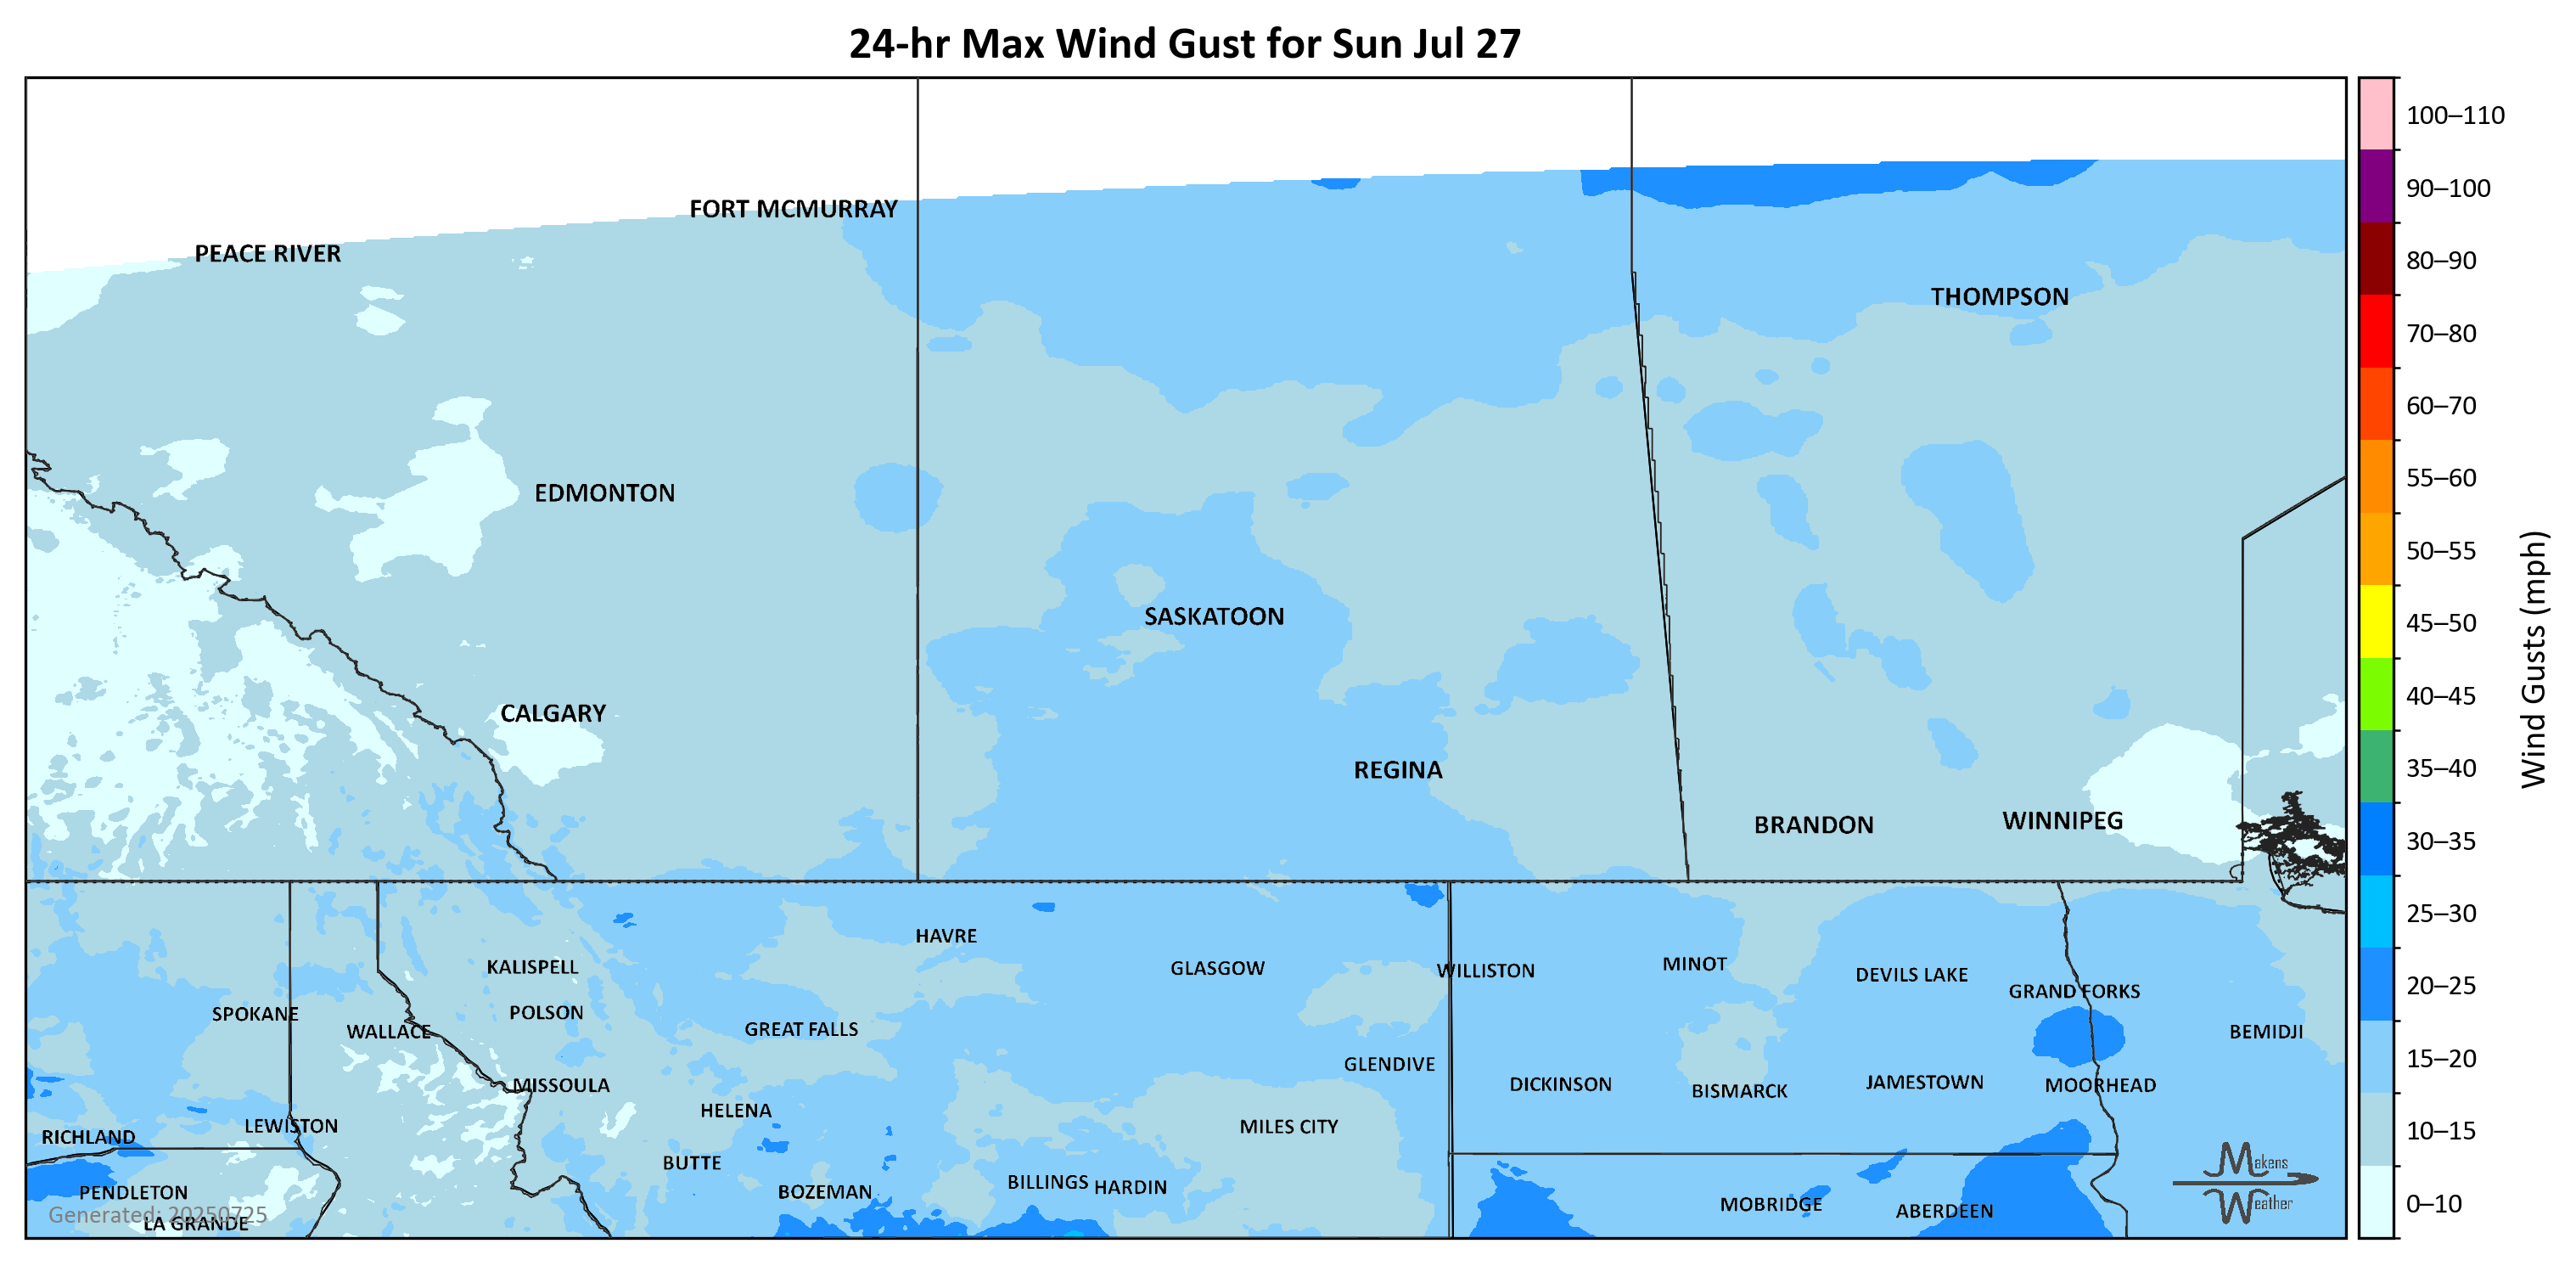 24-hr Max Wind Gust for Sun Jul 27
FORT MCMURRAY
PEACE RIVER
THOMPSON
EDMONTON
SASKATOON
CALGARY
REGINA
BRANDON
WINNIPEG
HAVRE
KALISPELL
GLASGOW
WILLISTON
MINOT
DEVILS LAKE
GRAND FORKS
SPOKANE
POLSON
WALLACE
GREAT FALLS
BEMIDJI
GLENDIVE
MISSOULA
DICKINSON
BISMARCK
JAMESTOWN
MOORHEAD
HELENA
LEWISTON
MILES CITY
RICHLAND
BUTTE
PENDLETON
BOZEMAN
BILLINGS
HARDIN
MOBRIDGE
ABERDEEN
Generated: 20250725
LA GRANDE
Makens
Weather
100–110
90–100
80–90
70–80
60–70
55–60
50–55
45–50
40–45
35–40
30–35
25–30
20–25
15–20
10–15
0–10
Wind Gusts (mph)